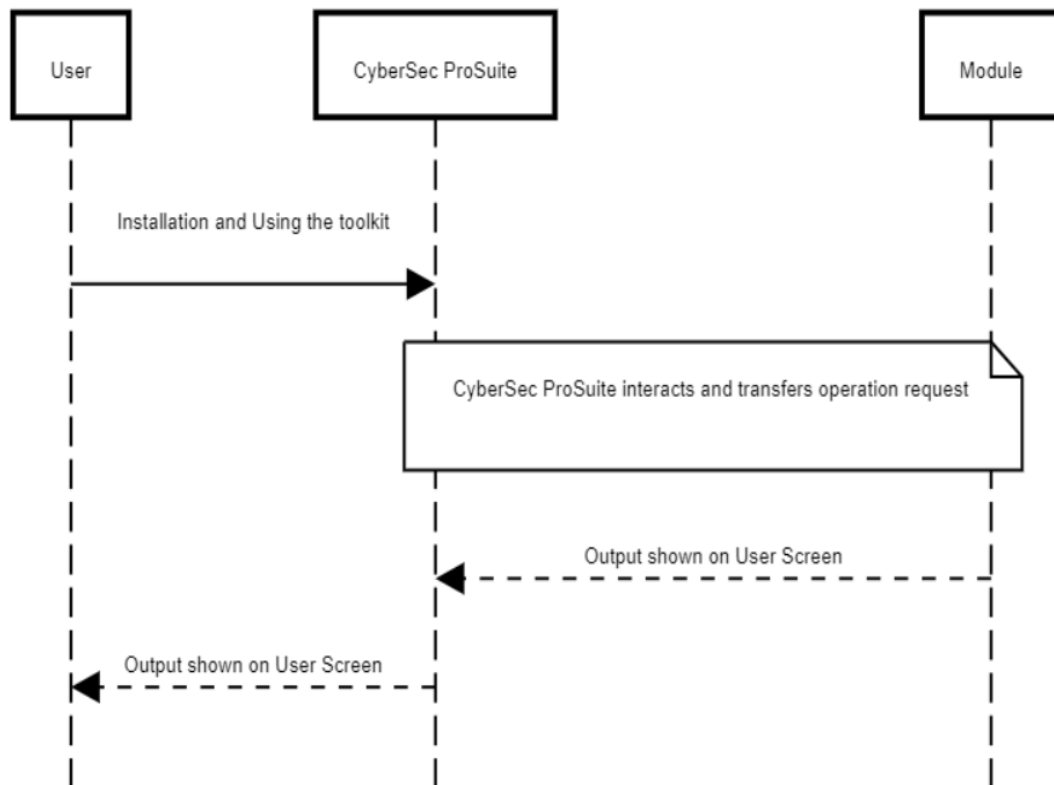 User
CyberSec ProSuite
Module
Installation and Using the toolkit
CyberSec ProSuite interacts and transfers operation request
Output shown on User Screen
Output shown on User Screen